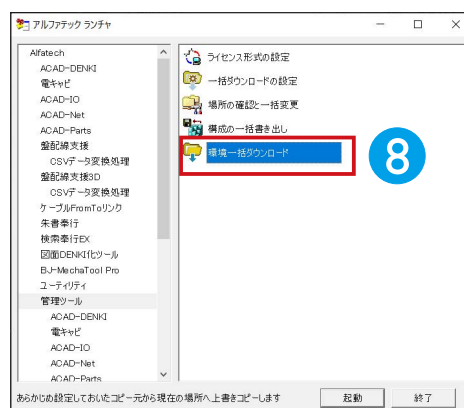 アルファテック ランチャ
Alfatech
ACAD-DENKI
電キャビ
ACAD-IO
ACAD-Net
ACAD-Parts
盤配線支援
CSVデータ変換処理
盤配線支援3D
CSVデータ変換処理
ケーブルFromToリンク
朱書奉行
検索奉行EX
図面DENKI化ツール
BJ-MechaTool Pro
ユーティリティ
管理ツール
ACAD-DENKI
電キャビ
ACAD-IO
ACAD-Net
ACAD-Parts
ライセンス形式の設定
一括ダウンロードの設定
場所の確認と一括変更
構成の一括書き出し
環境一括ダウンロード
8
あらかじめ設定しておいたコピー元から現在の場所へ上書きコピーします
起動
終了